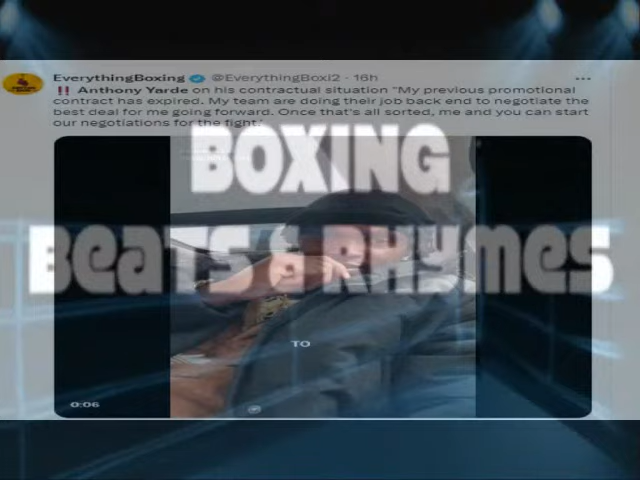 EverythingBoxing @EverythingBoxi2 · 16h
‼ Anthony Yarde on his contractual situation "My previous promotional
contract has expired. My team are doing their job back end to negotiate the
best deal for me going forward. Once that's all sorted, me and you can start
our negotiations for the fight."
BOXING
BEATS & RHYMES
TO
0:06